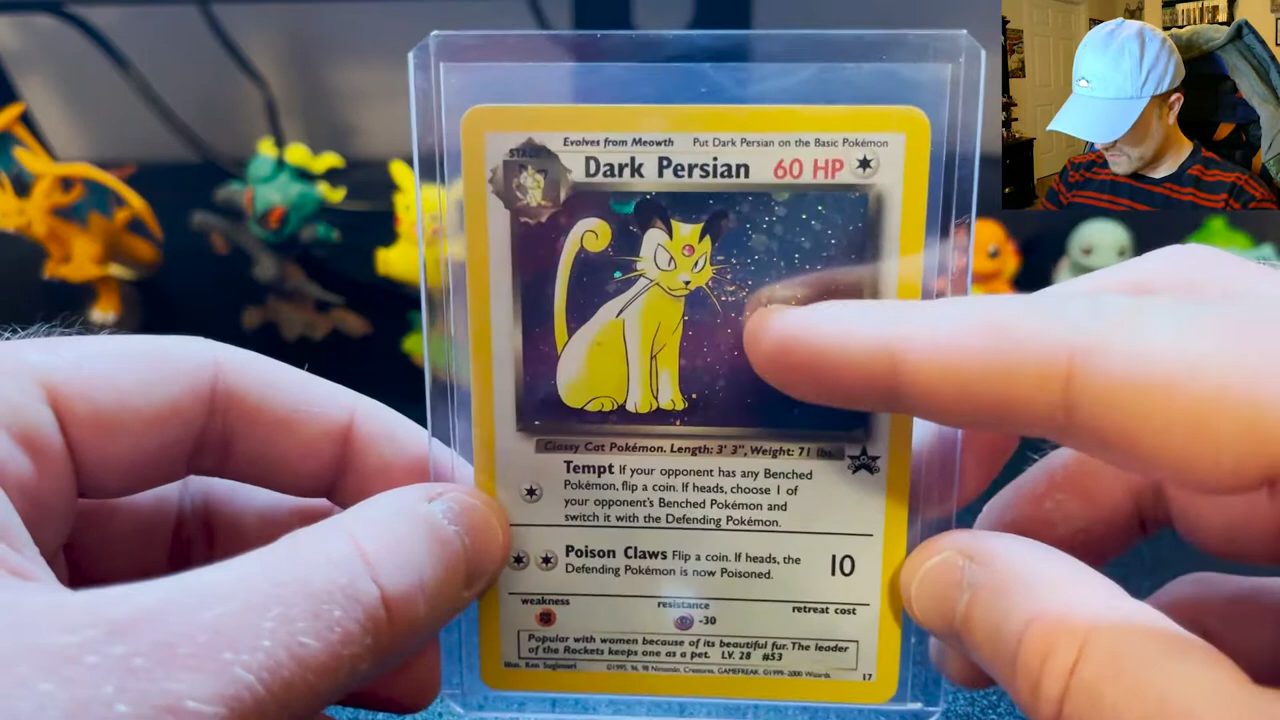 Evolves from Meowth Put Dark Persian on the Basic Pokémon
STAGE
Dark Persian 60 HP
Classy Cat Pokémon. Length: 3' 3", Weight: 71 lbs.
PROMO
Tempt If your opponent has any Benched
Pokémon, flip a coin. If heads, choose 1 of
your opponent's Benched Pokémon and
switch it with the Defending Pokémon.
Poison Claws Flip a coin. If heads, the 10
Defending Pokémon is now Poisoned.
weakness resistance retreat cost
-30
Popular with women because of its beautiful fur. The leader
of the Rockets keeps one as a pet. LV. 28 #53
Illus. Ken Sugimori ©1995, 96, 98 Nintendo, Creatures, GAMEFREAK. ©1999-2000 Wizards. 17